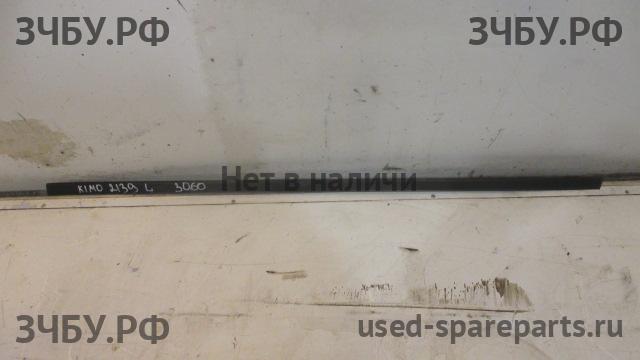 ЗЧБУ.РФ ЗЧБУ.РФ
KIMO 2139 L 3060 Нет в наличи
ЗЧБУ.РФ used-spareparts.ru